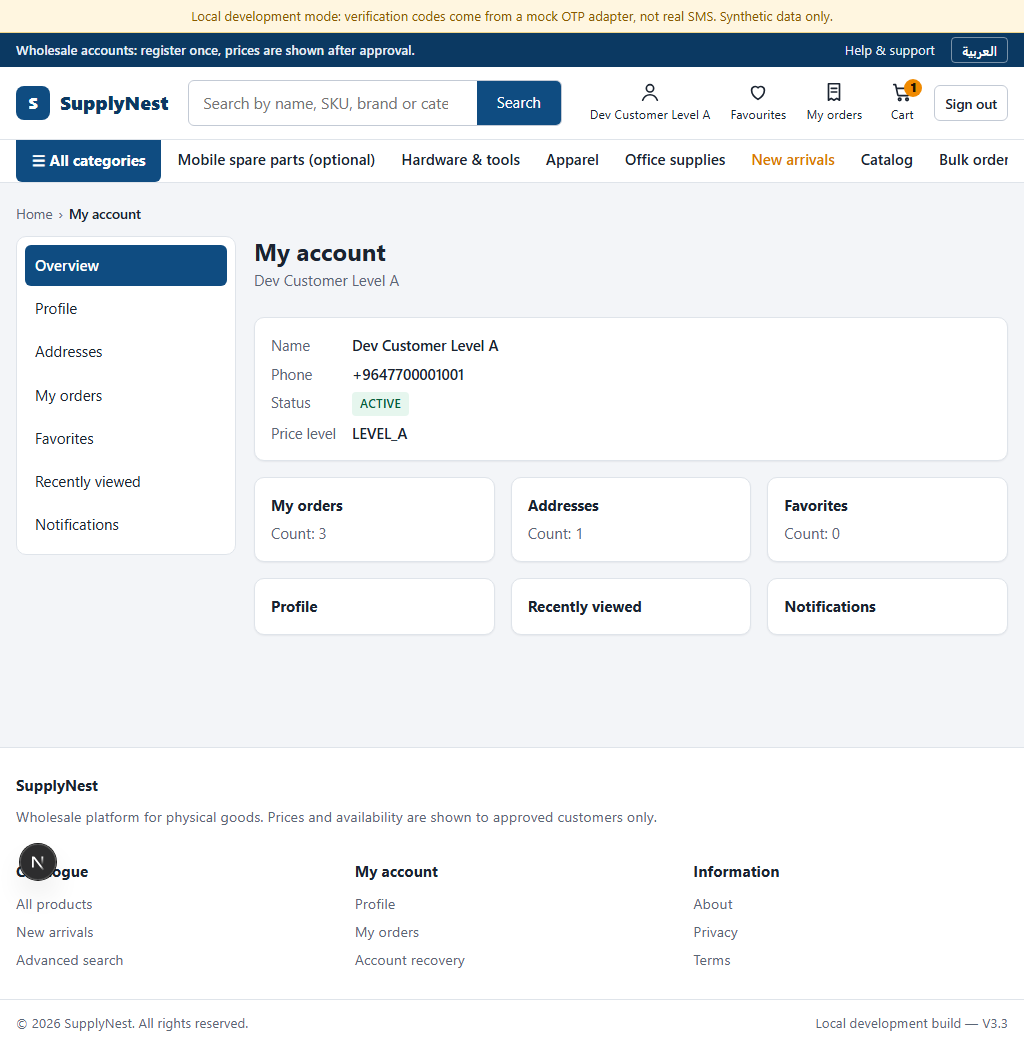 Local development mode: verification codes come from a mock OTP adapter, not real SMS. Synthetic data only.
Wholesale accounts: register once, prices are shown after approval.
Help & support
العربية
S
SupplyNest
Search by name, SKU, brand or cate
Search
Dev Customer Level A
Favourites
My orders
1
Cart
Sign out
☰ All categories
Mobile spare parts (optional)
Hardware & tools
Apparel
Office supplies
New arrivals
Catalog
Bulk order
Home › My account
Overview
Profile
Addresses
My orders
Favorites
Recently viewed
Notifications
My account
Dev Customer Level A
Name Dev Customer Level A
Phone +9647700001001
Status ACTIVE
Price level LEVEL_A
My orders
Count: 3
Addresses
Count: 1
Favorites
Count: 0
Profile
Recently viewed
Notifications
SupplyNest
Wholesale platform for physical goods. Prices and availability are shown to approved customers only.
N
All products
New arrivals
Advanced search
My account
Profile
My orders
Account recovery
Information
About
Privacy
Terms
© 2026 SupplyNest. All rights reserved.
Local development build — V3.3